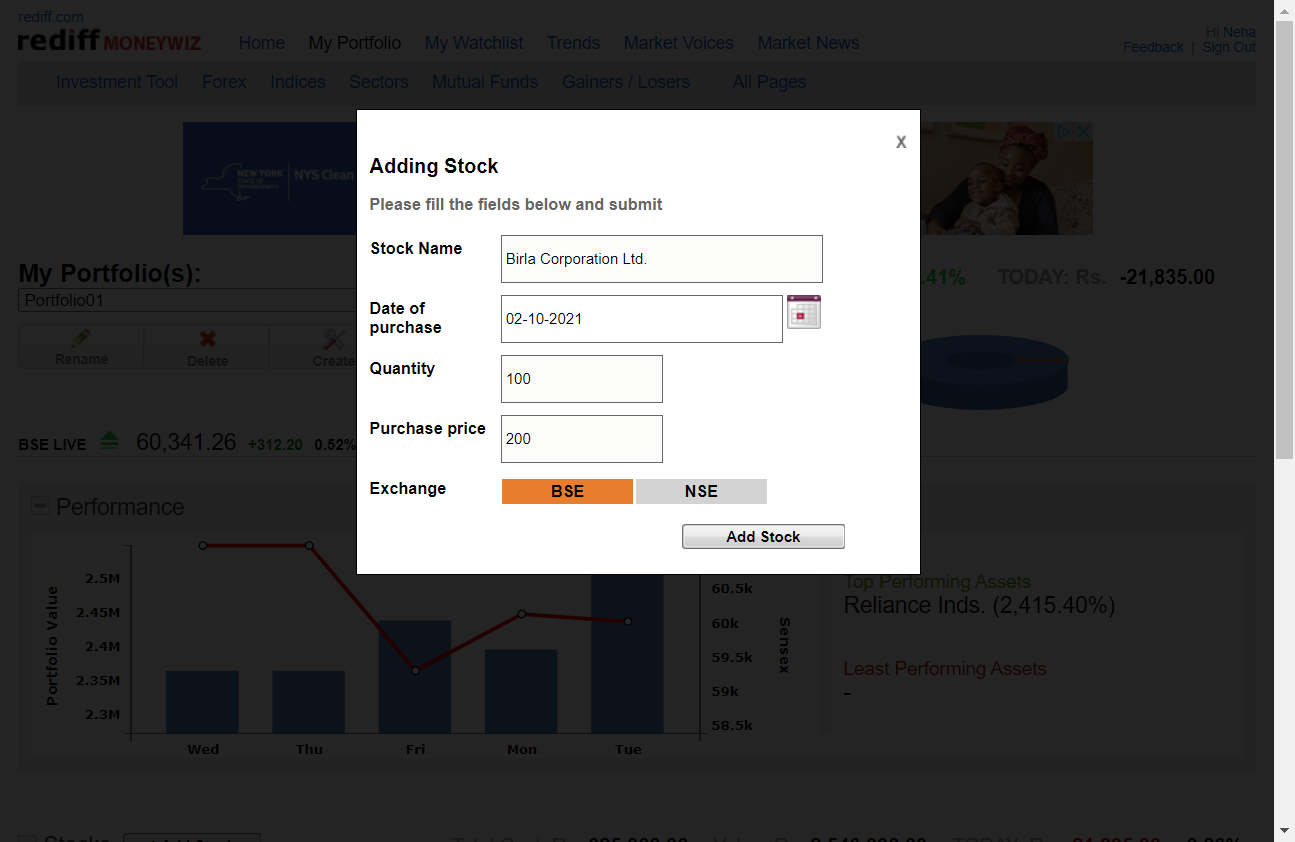 rediff.com
rediff MONEYWIZ Home My Portfolio My Watchlist Trends Market Voices Market News
Hi Neha
Feedback | Sign Out
Investment Tool Forex Indices Sectors Mutual Funds Gainers / Losers All Pages
NEW YORK
STATE OF
OPPORTUNITY.
NYS Clean
X
Adding Stock
Please fill the fields below and submit
Stock Name Birla Corporation Ltd.
Date of
purchase 02-10-2021
Quantity 100
Purchase price 200
Exchange BSE NSE
Add Stock
My Portfolio(s):
Portfolio01
.41% TODAY: Rs. -21,835.00
Rename Delete Create
BSE LIVE 60,341.26 +312.20 0.52%
Performance
Portfolio Value
2.5M
2.45M
2.4M
2.35M
2.3M
Wed Thu Fri Mon Tue
60.5k
60k
59.5k
59k
58.5k
Sensex
Top Performing Assets
Reliance Inds. (2,415.40%)
Least Performing Assets
-